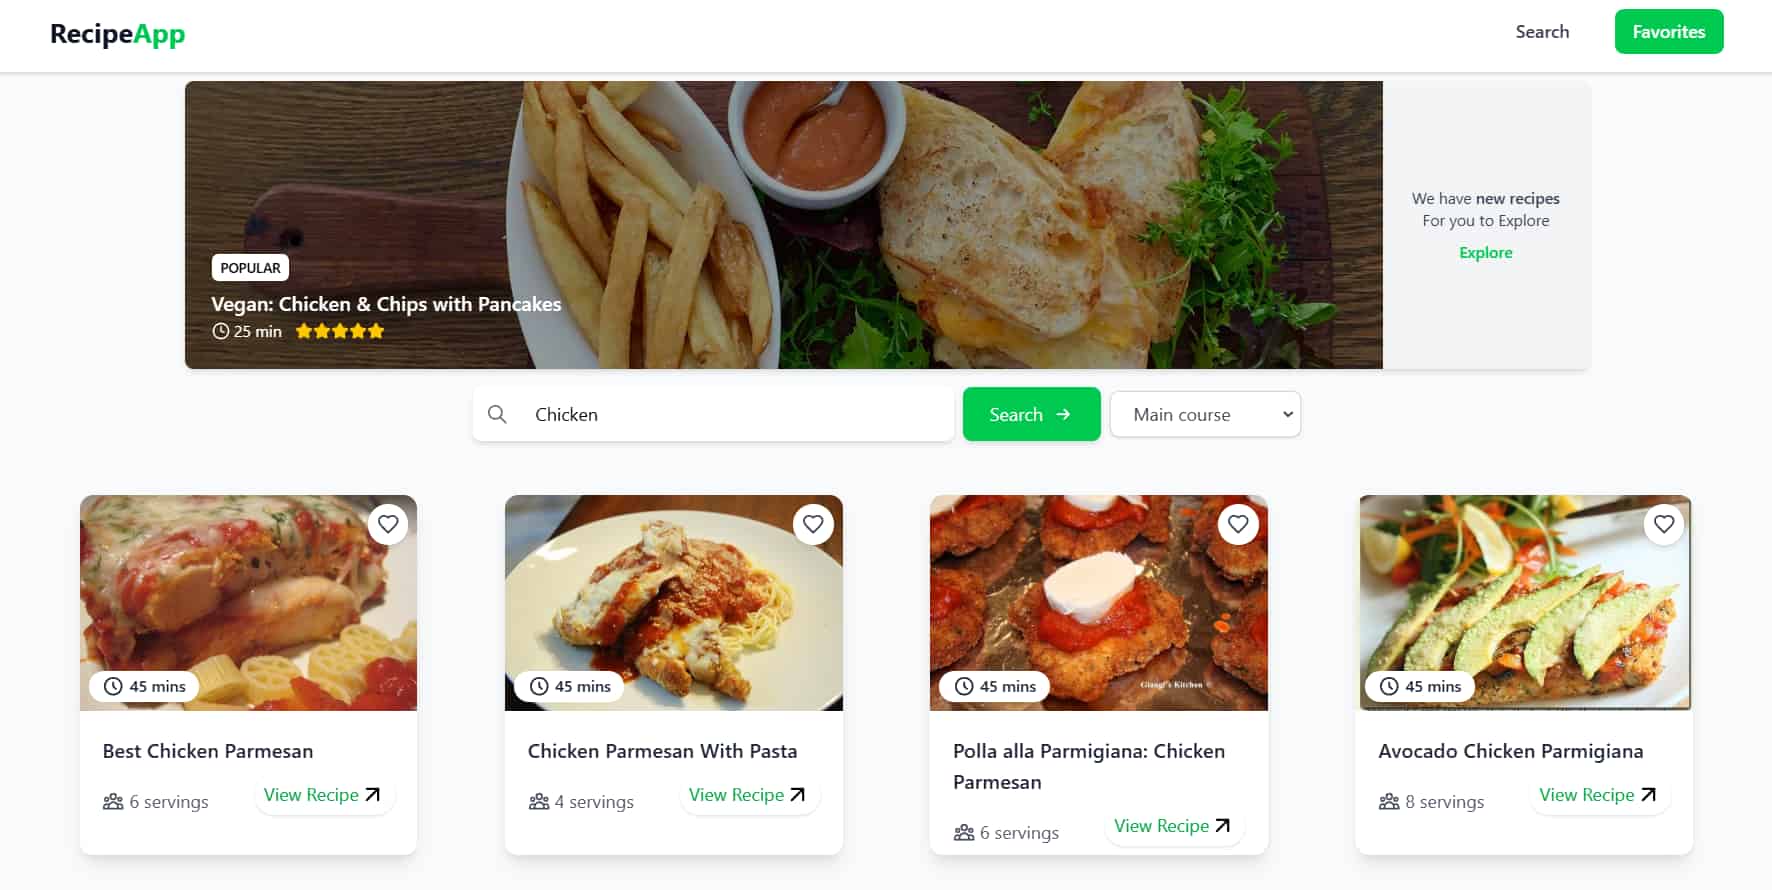 RecipeApp
Search
Favorites
POPULAR
Vegan: Chicken & Chips with Pancakes
25 min
We have new recipes
For you to Explore
Explore
Chicken
Search
Main course
45 mins
Best Chicken Parmesan
6 servings
View Recipe
45 mins
Chicken Parmesan With Pasta
4 servings
View Recipe
Giangi's Kitchen ©
45 mins
Polla alla Parmigiana: Chicken
Parmesan
6 servings
View Recipe
45 mins
Avocado Chicken Parmigiana
8 servings
View Recipe